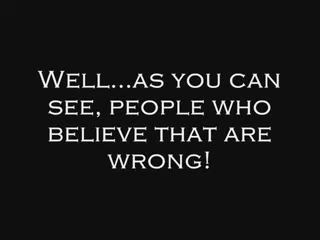 Well...as you can
see, people who
believe that are
wrong!